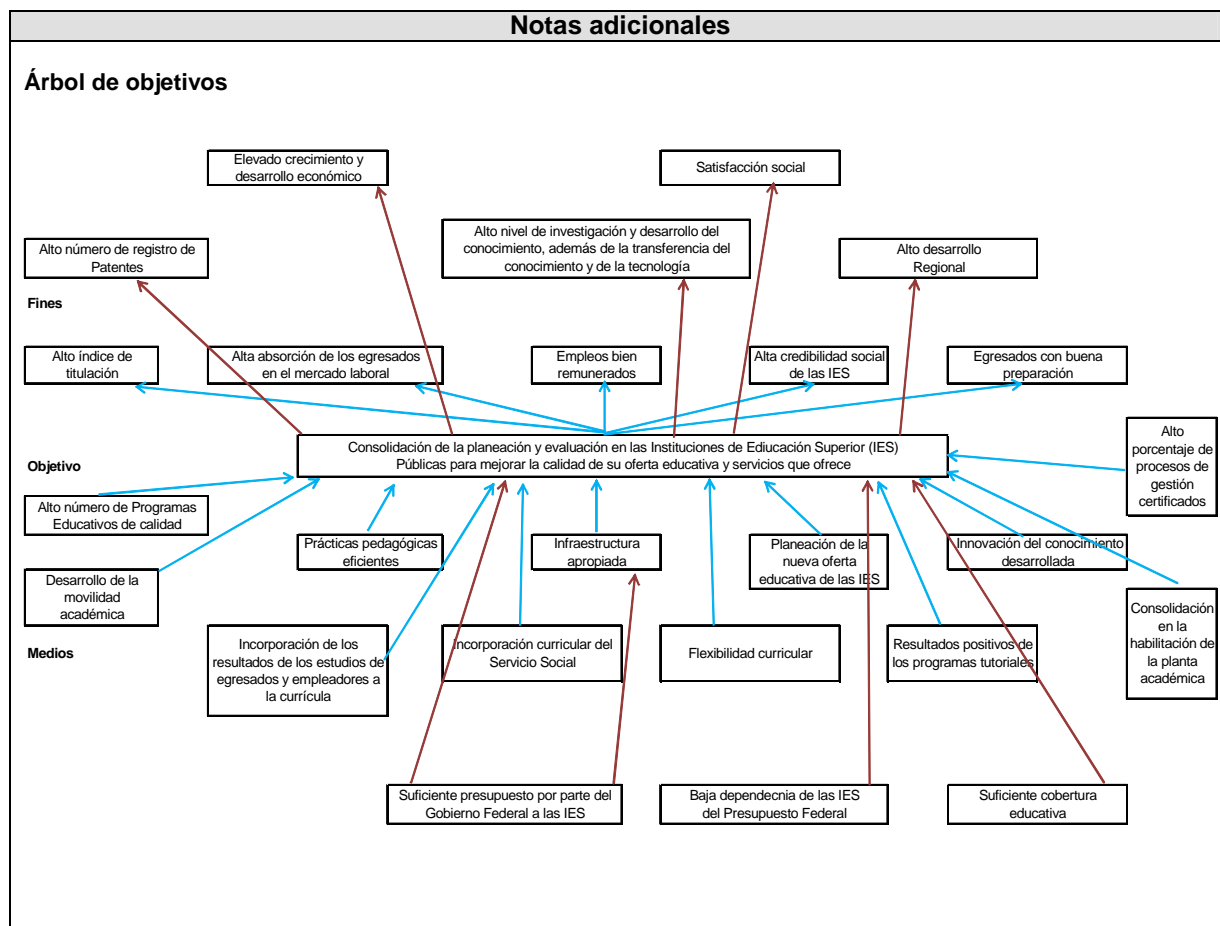 Notas adicionales
Árbol de objetivos
Elevado crecimiento y
desarrollo económico
Satisfacción social
Alto número de registro de
Patentes
Alto nivel de investigación y desarrollo del
conocimiento, además de la transferencia del
conocimiento y de la tecnología
Alto desarrollo
Regional
Fines
Alto índice de
titulación
Alta absorción de los egresados
en el mercado laboral
Empleos bien
remunerados
Alta credibilidad social
de las IES
Egresados con buena
preparación
Objetivo
Consolidación de la planeación y evaluación en las Instituciones de Educación Superior (IES)
Públicas para mejorar la calidad de su oferta educativa y servicios que ofrece
Alto
porcentaje de
procesos de
gestión
certificados
Alto número de Programas
Educativos de calidad
Prácticas pedagógicas
eficientes
Infraestructura
apropiada
Planeación de la
nueva oferta
educativa de las IES
Innovación del conocimiento
desarrollada
Desarrollo de la
movilidad
académica
Consolidación
en la
habilitación de
la planta
académica
Medios
Incorporación de los
resultados de los estudios de
egresados y empleadores a
la currícula
Incorporación curricular del
Servicio Social
Flexibilidad curricular
Resultados positivos de
los programas tutoriales
Suficiente presupuesto por parte del
Gobierno Federal a las IES
Baja dependecnia de las IES
del Presupuesto Federal
Suficiente cobertura
educativa